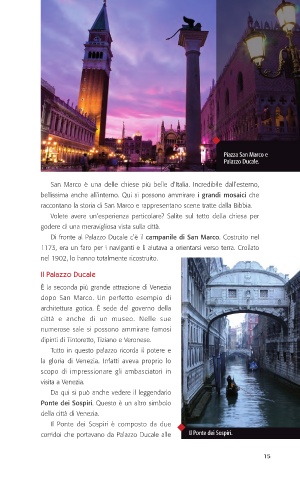 Piazza San Marco e
Palazzo Ducale.
San Marco è una delle chiese più belle d'Italia. Incredibile dall'esterno,
bellissima anche all'interno. Qui si possono ammirare i grandi mosaici che
raccontano la storia di San Marco e rappresentano scene tratte dalla Bibbia.
Volete avere un'esperienza particolare? Salite sul tetto della chiesa per
godere di una meravigliosa vista sulla città.
Di fronte al Palazzo Ducale c'è il campanile di San Marco. Costruito nel
1173, era un faro per i naviganti e li aiutava a orientarsi verso terra. Crollato
nel 1902, lo hanno totalmente ricostruito.
Il Palazzo Ducale
È la seconda più grande attrazione di Venezia
dopo San Marco. Un perfetto esempio di
architettura gotica. È sede del governo della
città e anche di un museo. Nelle sue
numerose sale si possono ammirare famosi
dipinti di Tintoretto, Tiziano e Veronese.
Tutto in questo palazzo ricorda il potere e
la gloria di Venezia. Infatti aveva proprio lo
scopo di impressionare gli ambasciatori in
visita a Venezia.
Da qui si può anche vedere il leggendario
Ponte dei Sospiri. Questo è un altro simbolo
della città di Venezia.
Il Ponte dei Sospiri è composto da due
corridoi che portavano da Palazzo Ducale alle
Il Ponte dei Sospiri.
15